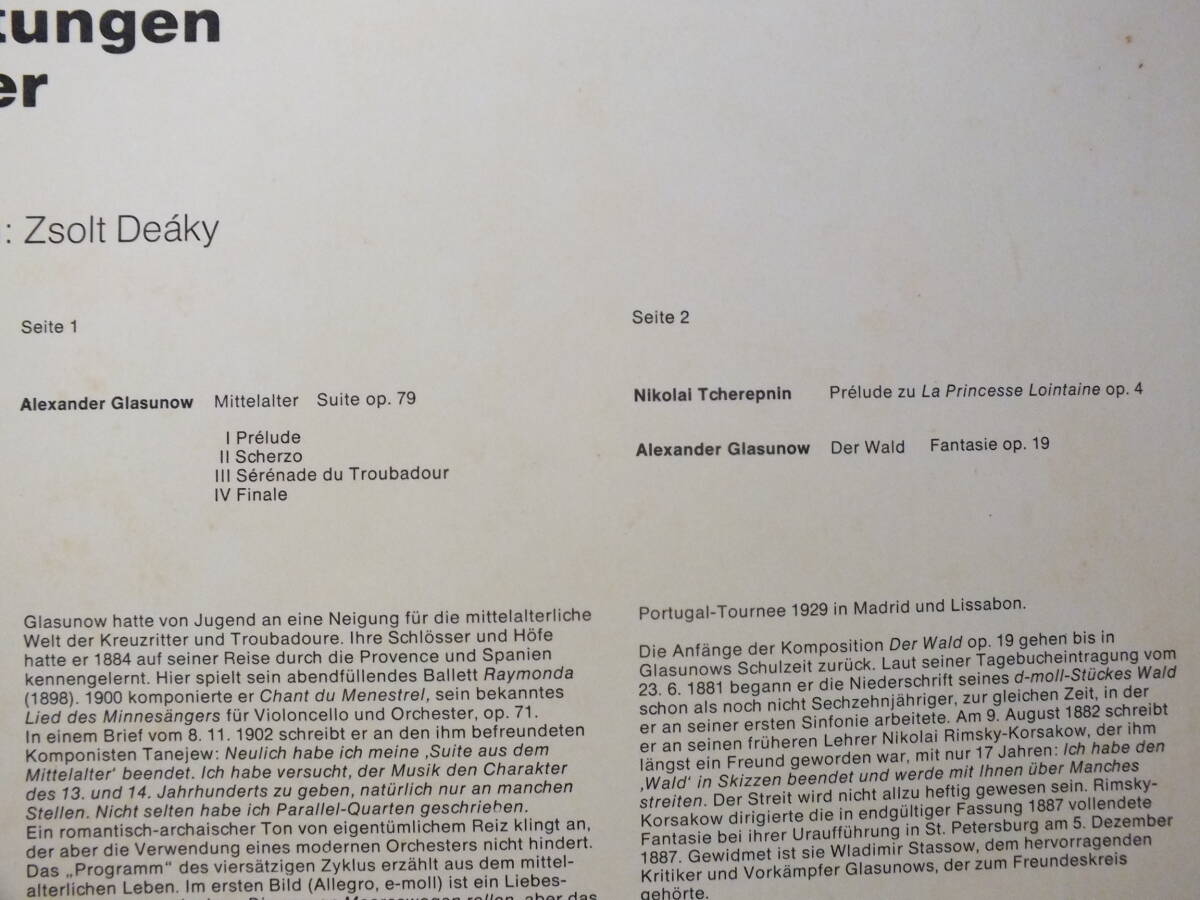 tungen
er
: Zsolt Deáky
Seite 1
Alexander Glasunow Mittelalter Suite op. 79
I Prélude
II Scherzo
III Sérénade du Troubadour
IV Finale
Glasunow hatte von Jugend an eine Neigung für die mittelalterliche
Welt der Kreuzritter und Troubadoure. Ihre Schlösser und Höfe
hatte er 1884 auf seiner Reise durch die Provence und Spanien
kennengelernt. Hier spielt sein abendfüllendes Ballett Raymonda
(1898). 1900 komponierte er Chant du Menestrel, sein bekanntes
Lied des Minnesängers für Violoncello und Orchester, op. 71.
In einem Brief vom 8. 11. 1902 schreibt er an den ihm befreundeten
Komponisten Tanejew: Neulich habe ich meine ‚Suite aus dem
Mittelalter‘ beendet. Ich habe versucht, der Musik den Charakter
des 13. und 14. Jahrhunderts zu geben, natürlich nur an manchen
Stellen. Nicht selten habe ich Parallel-Quarten geschrieben.
Ein romantisch-archaischer Ton von eigentümlichem Reiz klingt an,
der aber die Verwendung eines modernen Orchesters nicht hindert.
Das „Programm“ des viersätzigen Zyklus erzählt aus dem mittel-
alterlichen Leben. Im ersten Bild (Allegro, e-moll) ist ein Liebes-
rollen, aber das
Seite 2
Nikolai Tcherepnin Prélude zu La Princesse Lointaine op. 4
Alexander Glasunow Der Wald Fantasie op. 19
Portugal-Tournee 1929 in Madrid und Lissabon.
Die Anfänge der Komposition Der Wald op. 19 gehen bis in
Glasunows Schulzeit zurück. Laut seiner Tagebucheintragung vom
23. 6. 1881 begann er die Niederschrift seines d-moll-Stückes Wald
schon als noch nicht Sechzehnjähriger, zur gleichen Zeit, in der
er an seiner ersten Sinfonie arbeitete. Am 9. August 1882 schreibt
er an seinen früheren Lehrer Nikolai Rimsky-Korsakow, der ihm
längst ein Freund geworden war, mit nur 17 Jahren: Ich habe den
‚Wald‘ in Skizzen beendet und werde mit Ihnen über Manches
streiten. Der Streit wird nicht allzu heftig gewesen sein. Rimsky-
Korsakow dirigierte die in endgültiger Fassung 1887 vollendete
Fantasie bei ihrer Uraufführung in St. Petersburg am 5. Dezember
1887. Gewidmet ist sie Wladimir Stassow, dem hervorragenden
Kritiker und Vorkämpfer Glasunows, der zum Freundeskreis
gehörte.